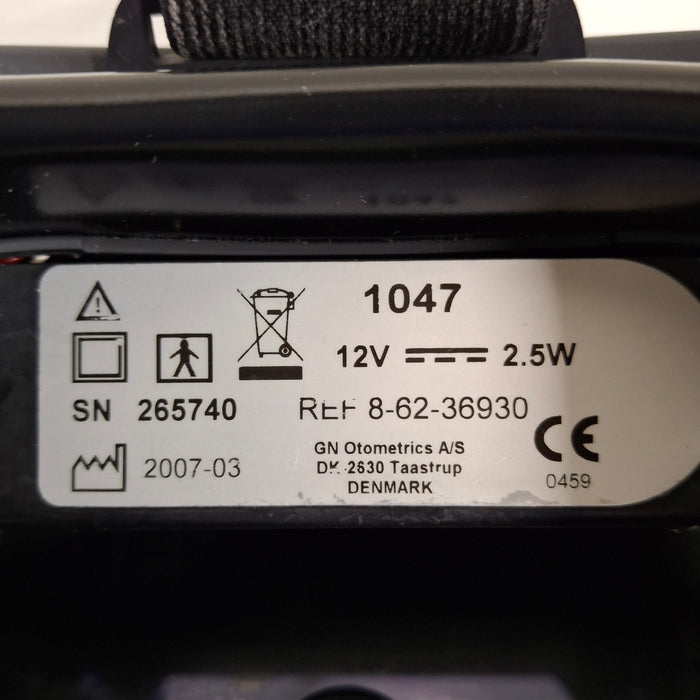 1047
12V 2.5W
SN 265740
REF 8-62-36930
2007-03
GN Otometrics A/S
DK-2630 Taastrup
DENMARK
CE
0459